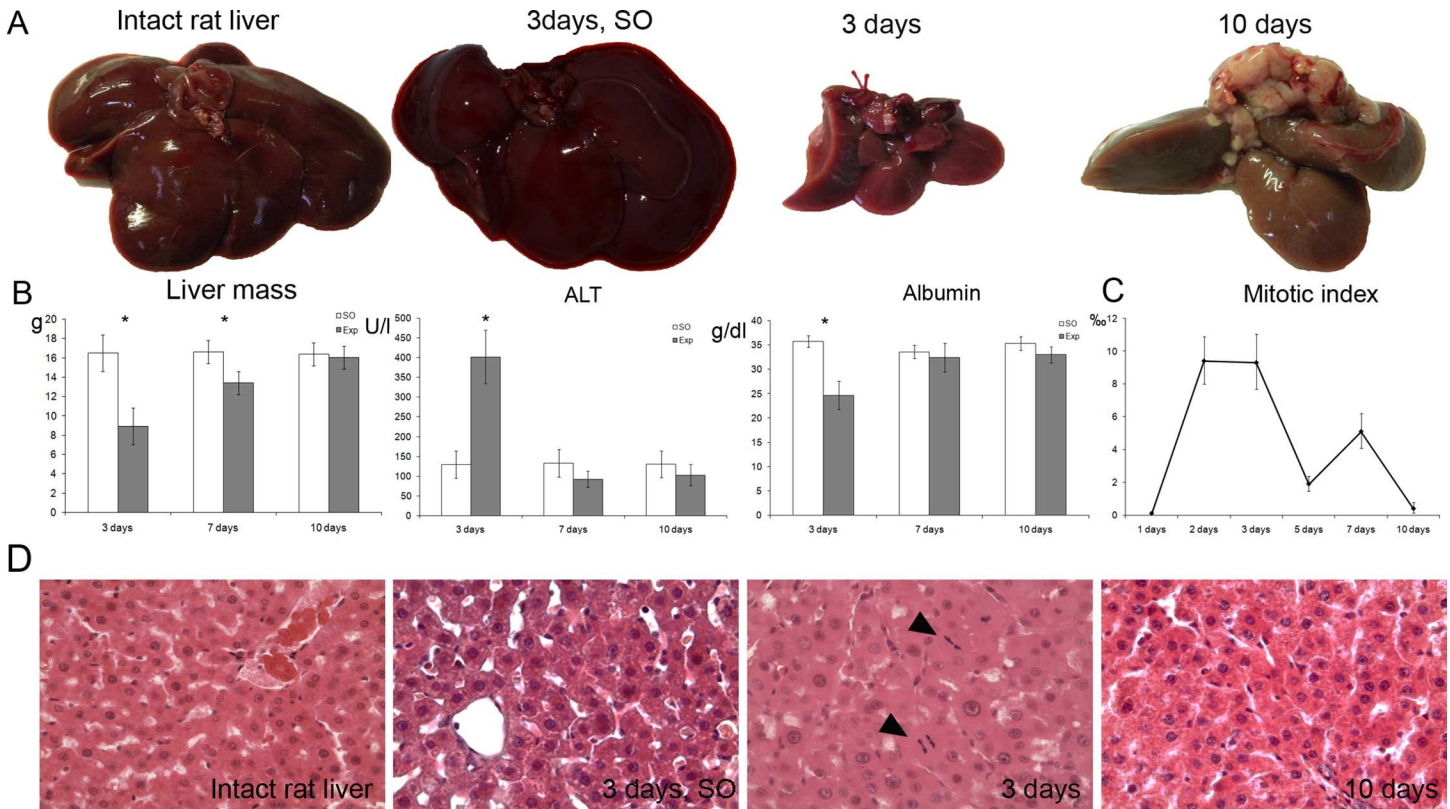 A
Intact rat liver
3days, SO
3 days
10 days
B
Liver mass
g
20
18
16
14
12
10
8
6
4
2
0
*
*
SO
Exp
3 days
7 days
10 days
ALT
U/l
500
450
400
350
300
250
200
150
100
50
0
*
SO
Exp
3 days
7 days
10 days
Albumin
g/dl
40
35
30
25
20
15
10
5
0
*
SO
Exp
3 days
7 days
10 days
C
Mitotic index
‰
12
10
8
6
4
2
0
1 days
2 days
3 days
5 days
7 days
10 days
D
Intact rat liver
3 days, SO
3 days
10 days